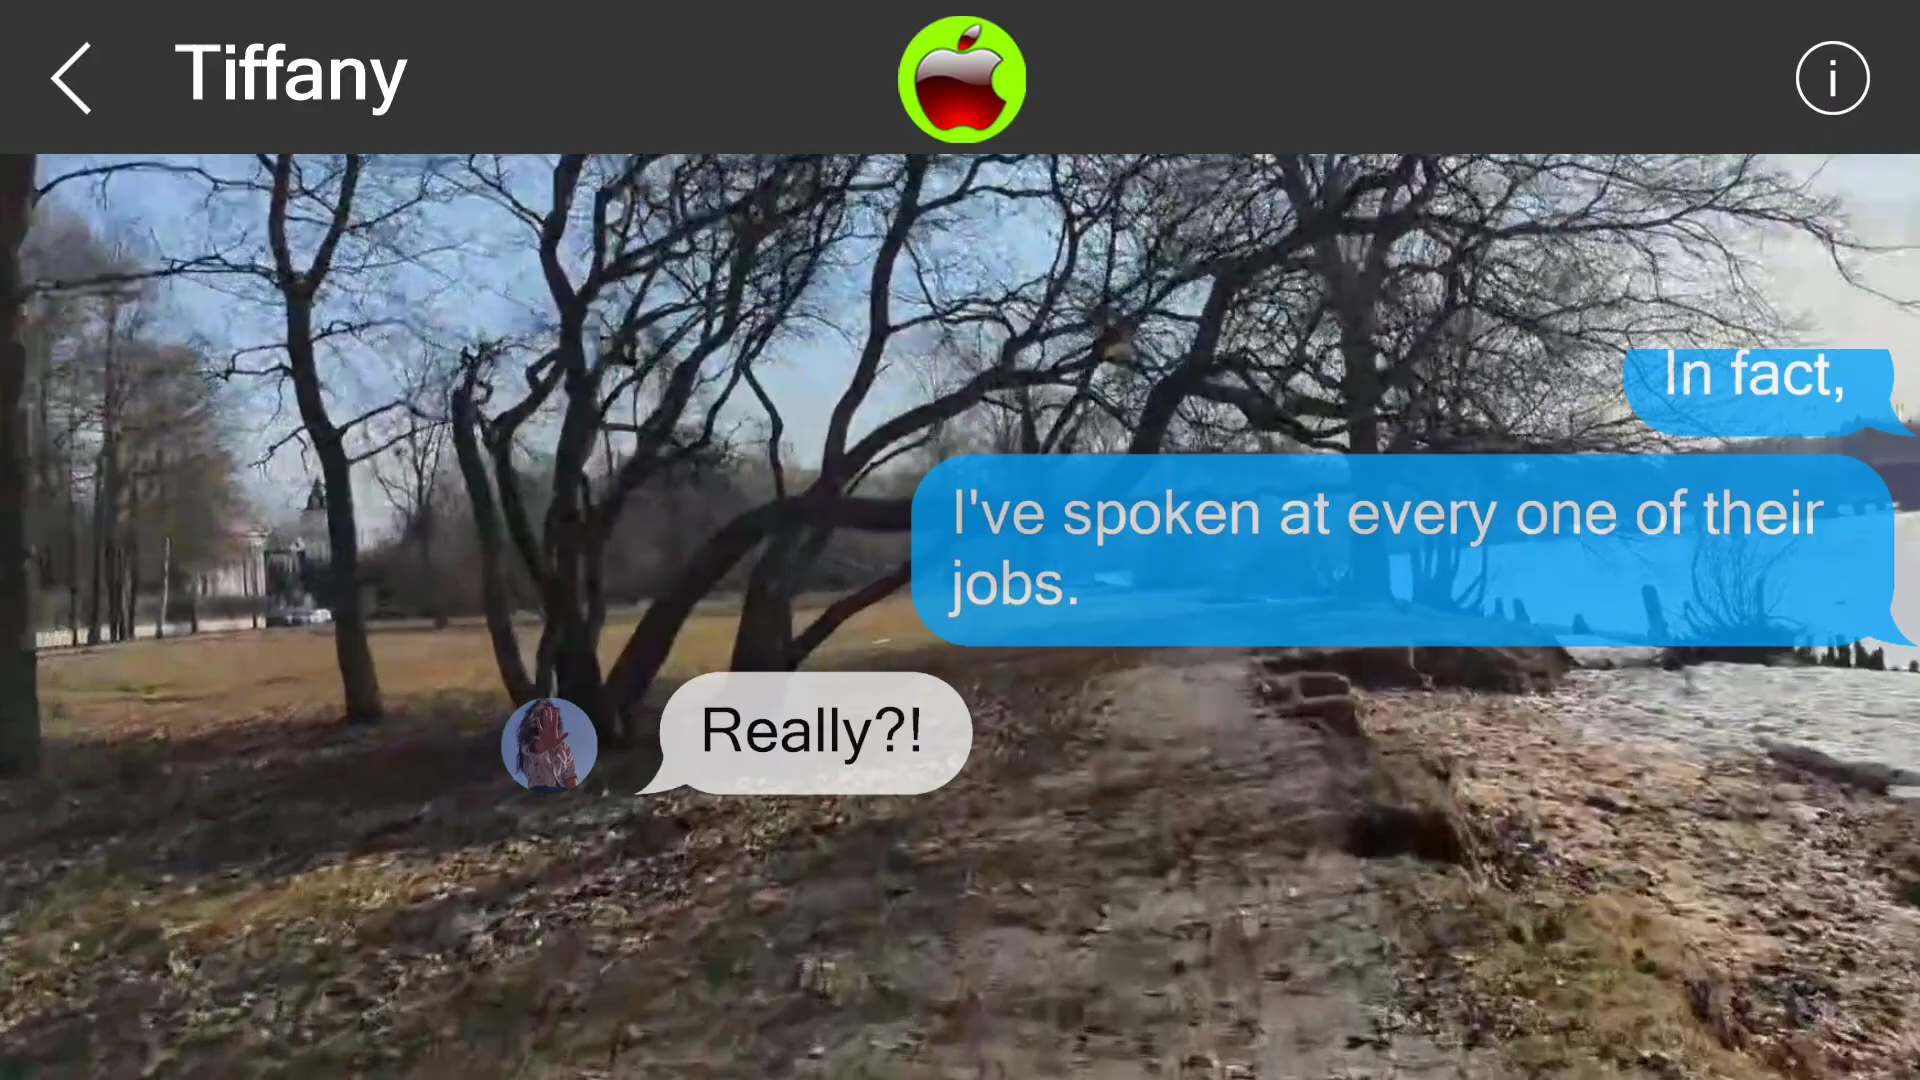 Tiffany
In fact,
I've spoken at every one of their
jobs.
Really?!